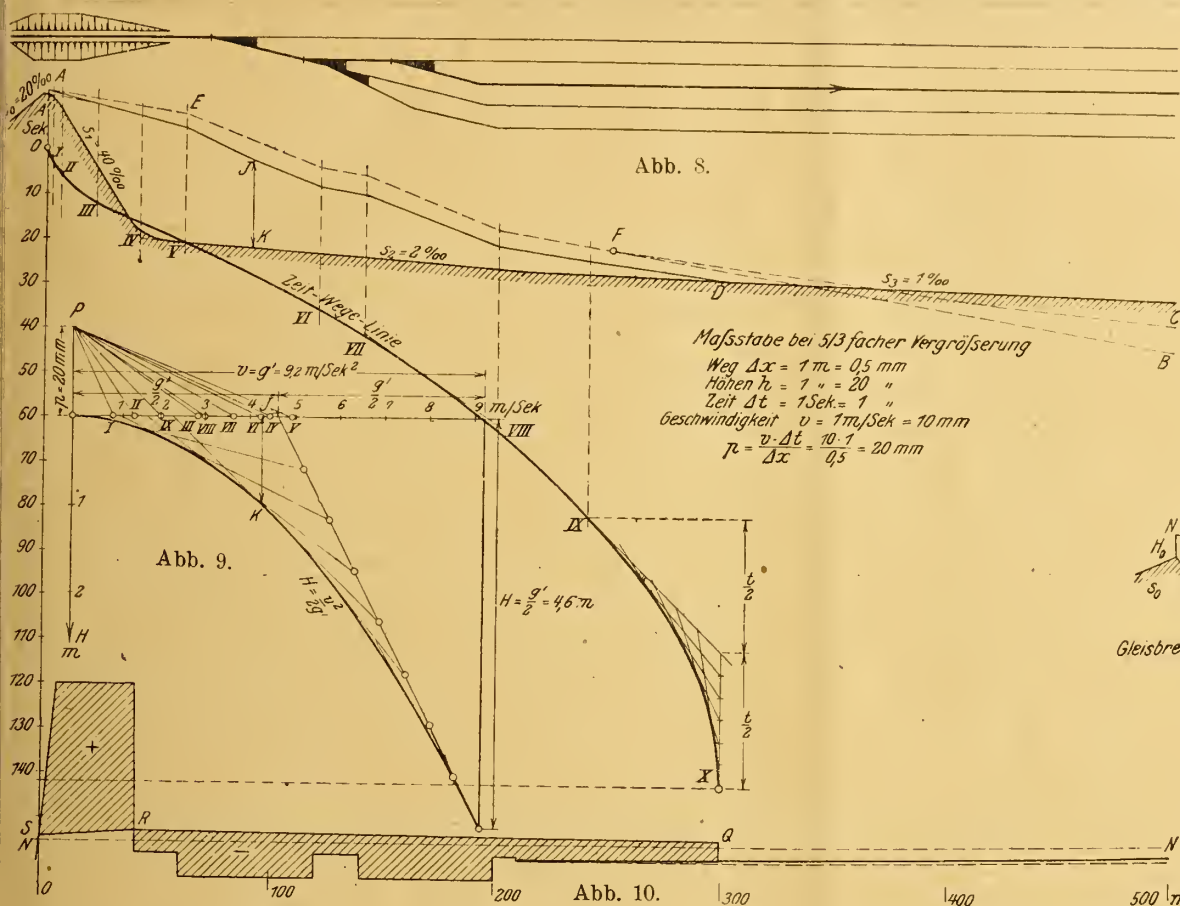 20‰
A
A'
Sek
s₁ = 40‰
E
Abb. 8.
0
I
II
J
10
III
20
IV
V
K
s₂ = 2‰
F
30
D
s₃ = 1‰
C
B
Zeit-Wege-Linie
40
P
VI
VII
50
p = 20 mm
v = g' = 9,2 m/Sek²
g'/2
g'/2
Maſsstabe bei 5/3 facher Vergröſserung
Weg Δx = 1 m = 0,5 mm
Höhen h = 1 " = 20 "
Zeit Δt = 1 Sek. = 1 "
Geschwindigkeit v = 1 m/Sek = 10 mm
p = v·Δt/Δx = 10·1/0,5 = 20 mm
60
1 2 3 4 J 5 6 7 8 9 m/Sek
I II IX III VIII VII VI IV V
VIII
70
80
1
K
IX
90
Abb. 9.
100
2
H = v²/2g'
H = g'/2 = 4,6 m
t/2
110
H
m
N
H₀
s₀
Gleisbre
120
130
+
t/2
140
X
S
R
Q
N
N
−
0
100
200
Abb. 10.
300
400
500 m